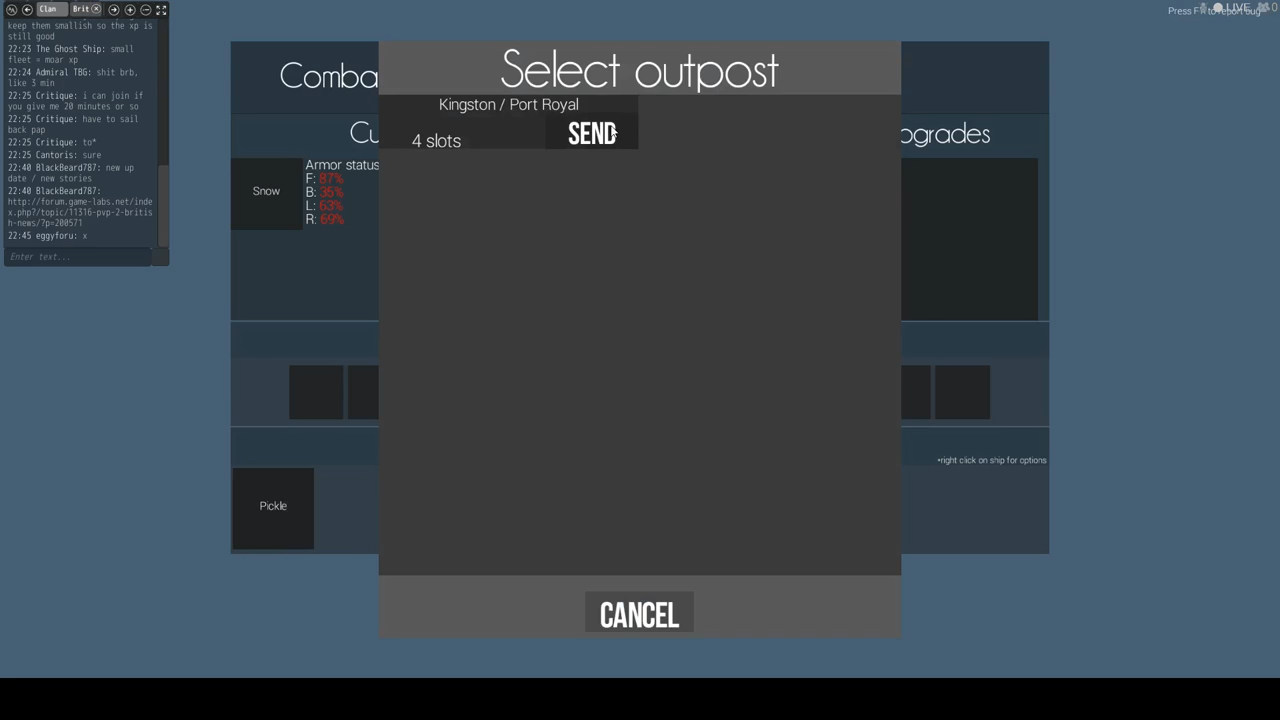 Clan Brit
keep them smallish so the xp is
still good
22:23 The Ghost Ship: small
fleet = moar xp
22:24 Admiral TBG: shit brb,
like 3 min
22:25 Critique: i can join if
you give me 20 minutes or so
22:25 Critique: have to sail
back pap
22:25 Critique: to*
22:25 Cantoris: sure
22:40 BlackBeard787: new up
date / new stories
22:40 BlackBeard787:
http://forum.game-labs.net/inde
x.php?/topic/11316-pvp-2-britis
h-news/?p=200571
22:45 eggyforu: x
Enter text...
LIVE 0
Comba
Cu
Snow
Armor status
F: 87%
B: 35%
L: 63%
R: 69%
Pickle
Select outpost
Kingston / Port Royal
4 slots
SEND
CANCEL
pgrades
*right click on ship for options